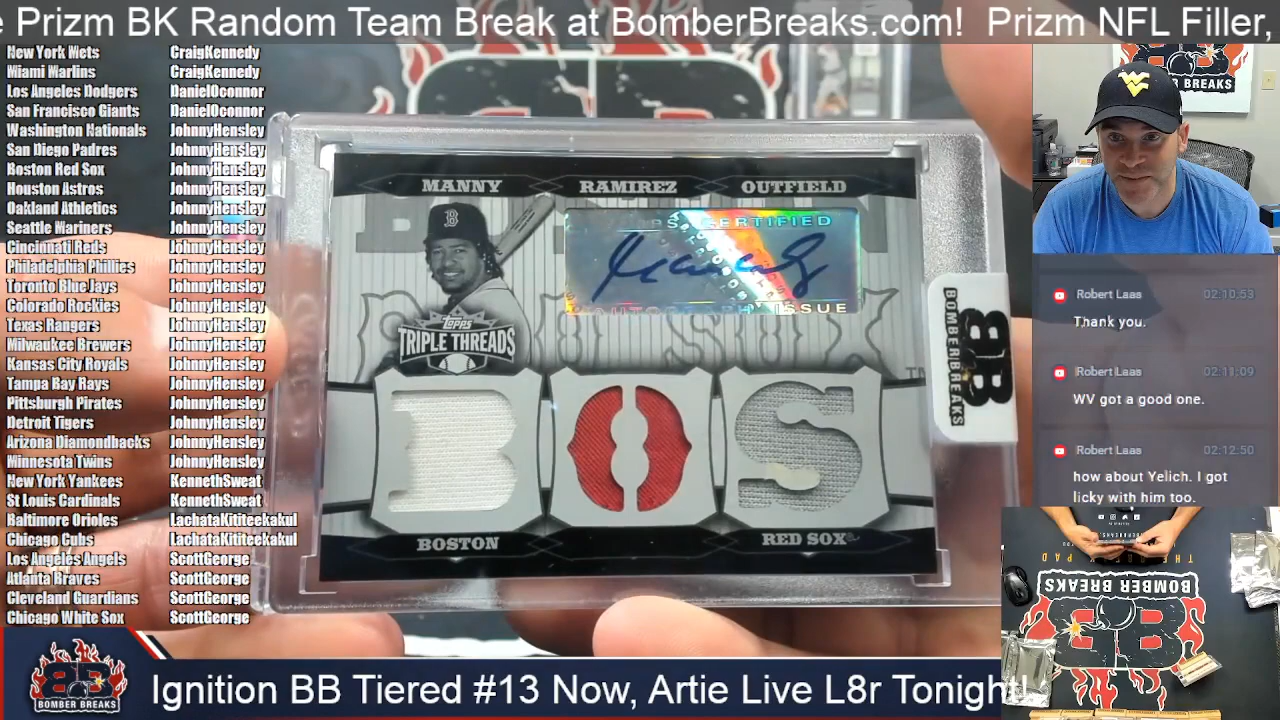 e Prizm BK Random Team Break at BomberBreaks.com! Prizm NFL Filler,
New York Mets CraigKennedy
Miami Marlins CraigKennedy
Los Angeles Dodgers DanielOconnor
San Francisco Giants DanielOconnor
Washington Nationals JohnnyHensley
San Diego Padres JohnnyHensley
Boston Red Sox JohnnyHensley
Houston Astros JohnnyHensley
Oakland Athletics JohnnyHensley
Seattle Mariners JohnnyHensley
Cincinnati Reds JohnnyHensley
Philadelphia Phillies JohnnyHensley
Toronto Blue Jays JohnnyHensley
Colorado Rockies JohnnyHensley
Texas Rangers JohnnyHensley
Milwaukee Brewers JohnnyHensley
Kansas City Royals JohnnyHensley
Tampa Bay Rays JohnnyHensley
Pittsburgh Pirates JohnnyHensley
Detroit Tigers JohnnyHensley
Arizona Diamondbacks JohnnyHensley
Minnesota Twins JohnnyHensley
New York Yankees KennethSweat
St Louis Cardinals KennethSweat
Baltimore Orioles LachataKititeekakul
Chicago Cubs LachataKititeekakul
Los Angeles Angels ScottGeorge
Atlanta Braves ScottGeorge
Cleveland Guardians ScottGeorge
Chicago White Sox ScottGeorge
MANNY RAMIREZ OUTFIELD
CERTIFIED
ISSUE
B
Topps
TRIPLE THREADS
BOS
BOSTON RED SOX
BB
BOMBERBREAKS
WV
BREAKS
Robert Laas 02:10:53
Thank you.
Robert Laas 02:11:09
WV got a good one.
Robert Laas 02:12:50
how about Yelich. I got
licky with him too.
BOMBER BREAKS
BB
BB
BOMBER BREAKS
Ignition BB Tiered #13 Now, Artie Live L8r Tonight!